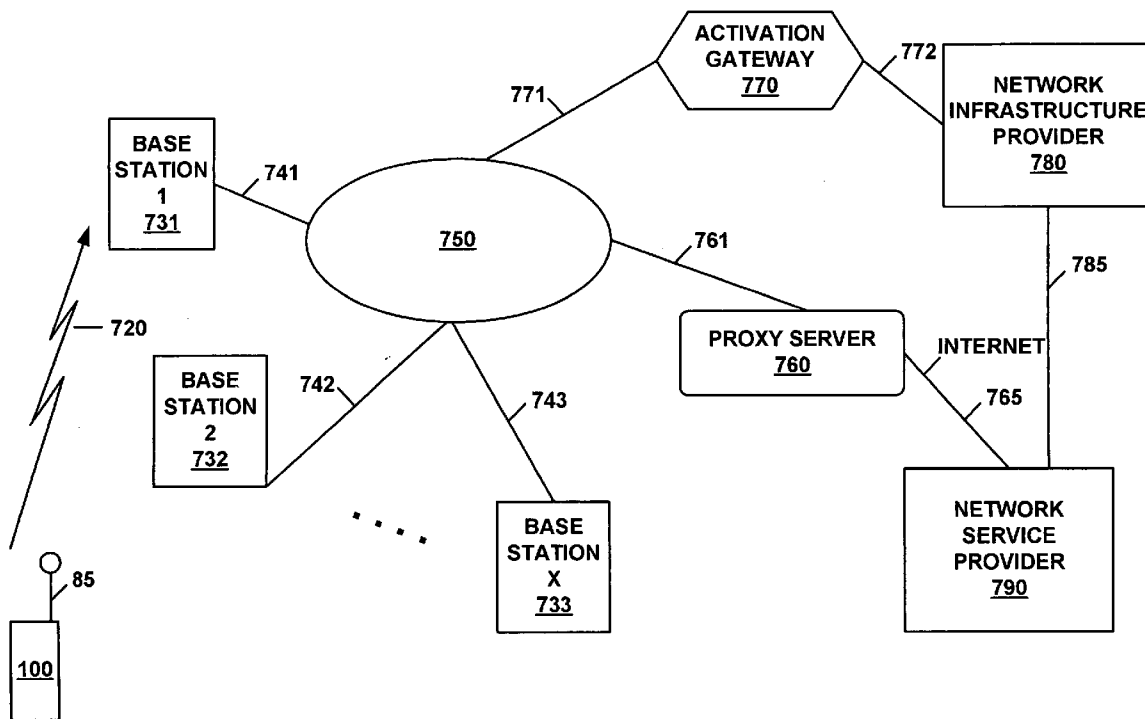 ACTIVATION
GATEWAY
770
772
NETWORK
INFRASTRUCTURE
PROVIDER
780
771
BASE
STATION
1
731
741
750
761
785
720
PROXY SERVER
760
INTERNET
765
BASE
STATION
2
732
742
743
BASE
STATION
X
733
NETWORK
SERVICE
PROVIDER
790
85
100